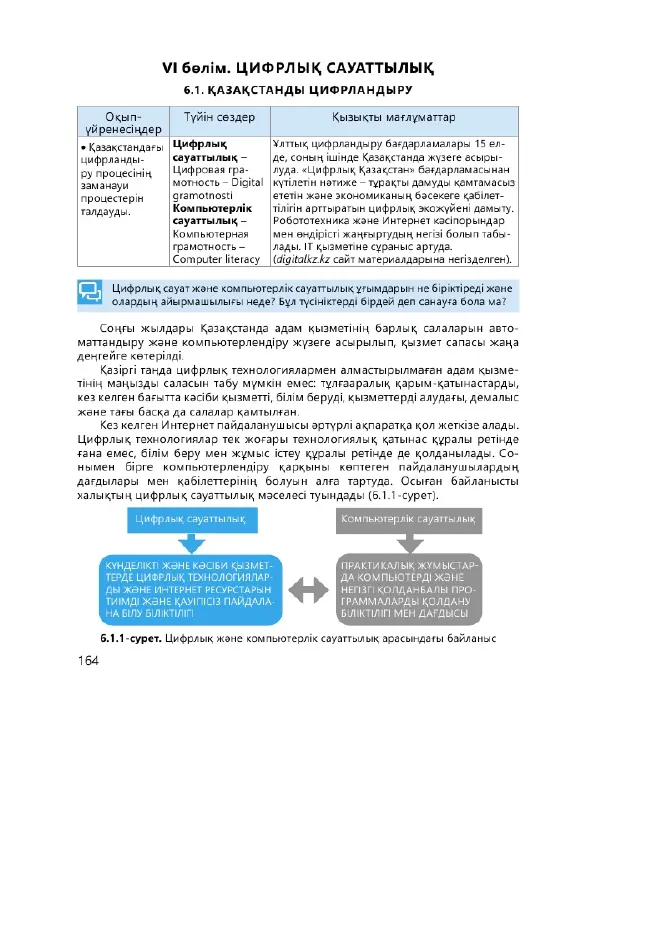 VI бөлім. ЦИФРЛЫҚ САУАТТЫЛЫҚ
6.1. ҚАЗАҚСТАНДЫ ЦИФРЛАНДЫРУ
Оқып-
үйренесіңдер
Түйін сөздер
Қызықты мағлұматтар
• Қазақстандағы
цифрланды-
ру процесінің
заманауи
процестерін
талдауды.
Цифрлық
сауаттылық –
Цифровая гра-
мотность – Digital
gramotnosti
Компьютерлік
сауаттылық –
Компьютерная
грамотность –
Computer literacy
Ұлттық цифрландыру бағдарламалары 15 ел-
де, соның ішінде Қазақстанда жүзеге асыры-
луда. «Цифрлық Қазақстан» бағдарламасынан
күтілетін нәтиже – тұрақты дамуды қамтамасыз
ететін және экономиканың бәсекеге қабілет-
тілігін арттыратын цифрлық экожүйені дамыту.
Робототехника және Интернет кәсіпорындар
мен өндірісті жаңғыртудың негізі болып табы-
лады. IT қызметіне сұраныс артуда.
(digitalkz.kz сайт материалдарына негізделген).
Цифрлық сауат және компьютерлік сауаттылық ұғымдарын не біріктіреді және
олардың айырмашылығы неде? Бұл түсініктерді бірдей деп санауға бола ма?
Соңғы жылдары Қазақстанда адам қызметінің барлық салаларын авто-
маттандыру және компьютерлендіру жүзеге асырылып, қызмет сапасы жаңа
деңгейге көтерілді.
Қазіргі таңда цифрлық технологиялармен алмастырылмаған адам қызме-
тінің маңызды саласын табу мүмкін емес: тұлғааралық қарым-қатынастарды,
кез келген бағытта кәсіби қызметті, білім беруді, қызметтерді алудағы, демалыс
және тағы басқа да салалар қамтылған.
Кез келген Интернет пайдаланушысы әртүрлі ақпаратқа қол жеткізе алады.
Цифрлық технологиялар тек жоғары технологиялық қатынас құралы ретінде
ғана емес, білім беру мен жұмыс істеу құралы ретінде де қолданылады. Со-
нымен бірге компьютерлендіру қарқыны көптеген пайдаланушылардың
дағдылары мен қабілеттерінің болуын алға тартуда. Осыған байланысты
халықтың цифрлық сауаттылық мәселесі туындады (6.1.1-сурет).
Цифрлық сауаттылық
Компьютерлік сауаттылық
КҮНДЕЛІКТІ ЖӘНЕ КӘСІБИ ҚЫЗМЕТ-
ТЕРДЕ ЦИФРЛЫҚ ТЕХНОЛОГИЯЛАР-
ДЫ ЖӘНЕ ИНТЕРНЕТ РЕСУРСТАРЫН
ТИІМДІ ЖӘНЕ ҚАУІПСІЗ ПАЙДАЛА-
НА БІЛУ БІЛІКТІЛІГІ
ПРАКТИКАЛЫҚ ЖҰМЫСТАР-
ДА КОМПЬЮТЕРДІ ЖӘНЕ
НЕГІЗГІ ҚОЛДАНБАЛЫ ПРО-
ГРАММАЛАРДЫ ҚОЛДАНУ
БІЛІКТІЛІГІ МЕН ДАҒДЫСЫ
6.1.1-сурет. Цифрлық және компьютерлік сауаттылық арасындағы байланыс
164